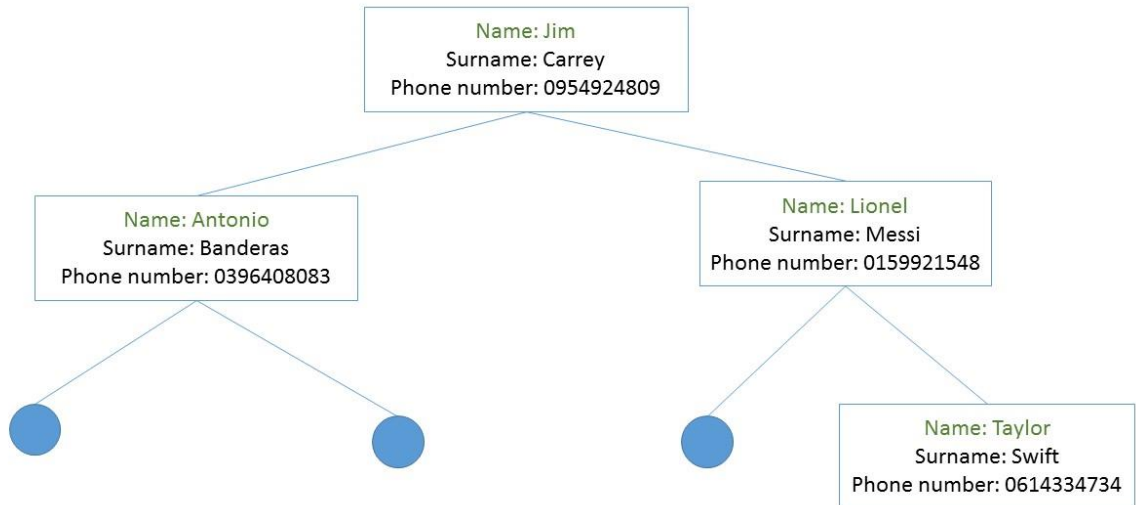 Name: Jim
Surname: Carrey
Phone number: 0954924809
Name: Antonio
Surname: Banderas
Phone number: 0396408083
Name: Lionel
Surname: Messi
Phone number: 0159921548
Name: Taylor
Surname: Swift
Phone number: 0614334734